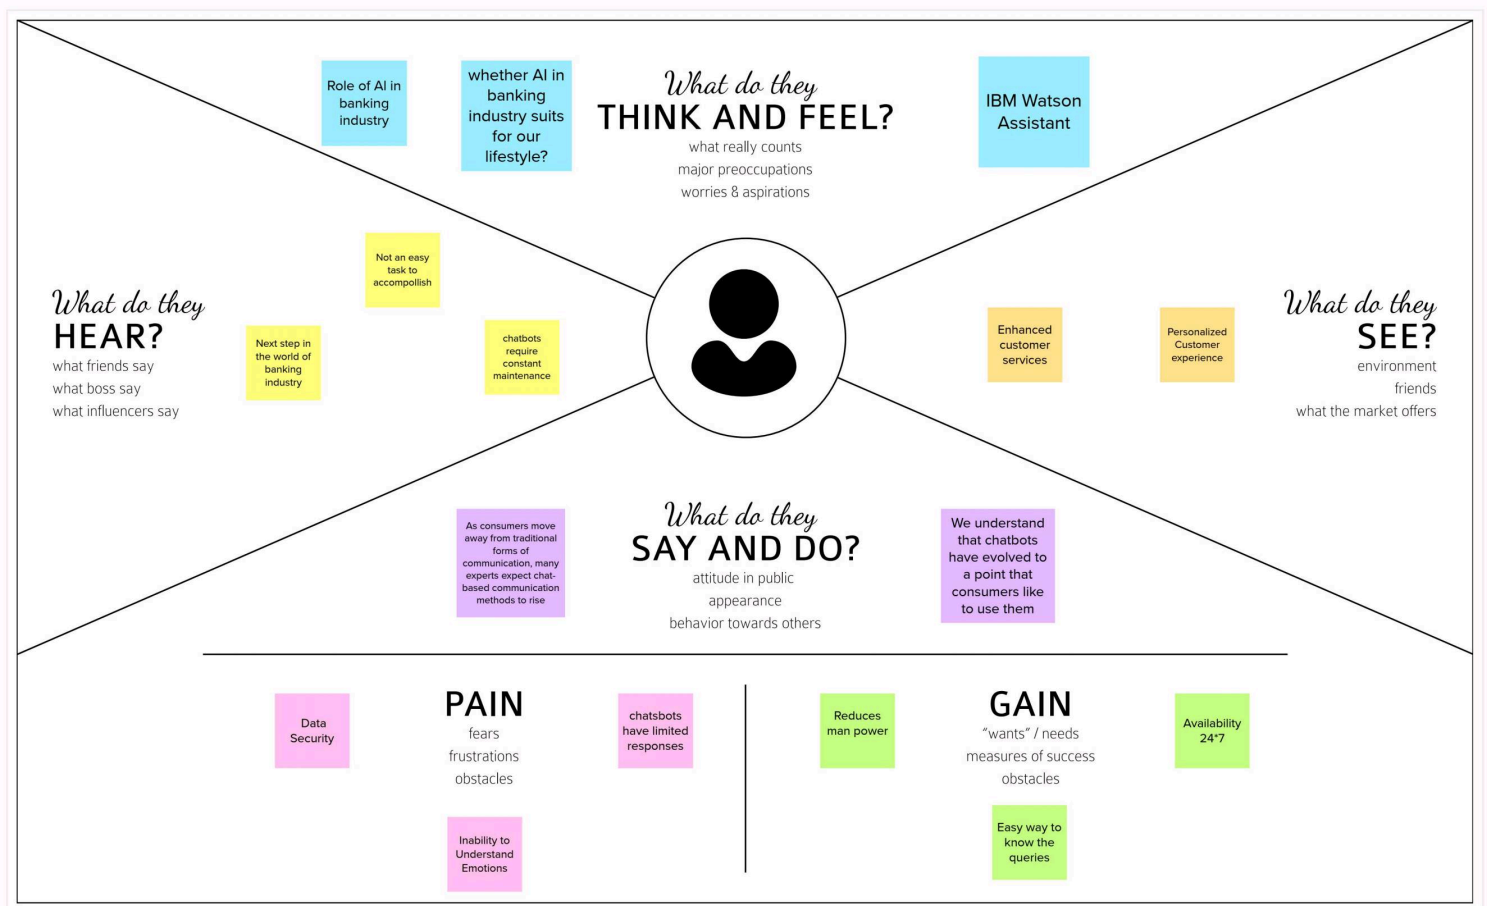 Role of AI in
banking
industry
whether AI in
banking
industry suits
for our
lifestyle?
What do they
THINK AND FEEL?
what really counts
major preoccupations
worries & aspirations
IBM Watson
Assistant
What do they
HEAR?
what friends say
what boss say
what influencers say
Not an easy
task to
accompollish
Next step in
the world of
banking
industry
chatbots
require
constant
maintenance
Enhanced
customer
services
Personalized
Customer
experience
What do they
SEE?
environment
friends
what the market offers
As consumers move
away from traditional
forms of
communication, many
experts expect chat-
based communication
methods to rise
What do they
SAY AND DO?
attitude in public
appearance
behavior towards others
We understand
that chatbots
have evolved to
a point that
consumers like
to use them
Data
Security
PAIN
fears
frustrations
obstacles
chatsbots
have limited
responses
Inability to
Understand
Emotions
Reduces
man power
GAIN
“wants” / needs
measures of success
obstacles
Availability
24*7
Easy way to
know the
queries